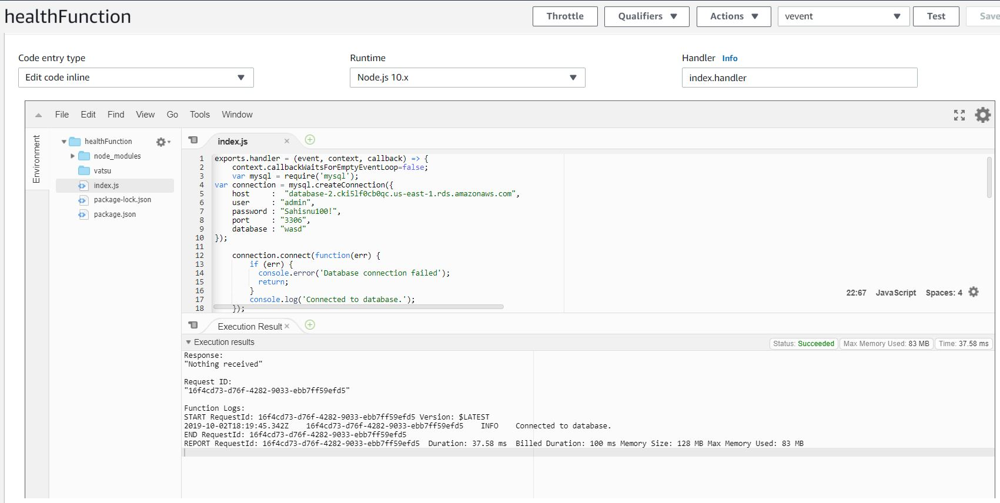 healthFunction
Throttle
Qualifiers
Actions
vevent
Test
Save
Code entry type
Runtime
Handler Info
Edit code inline
Node.js 10.x
index.handler
File Edit Find View Go Tools Window
Environment
healthFunction
node_modules
vatsu
index.js
package-lock.json
package.json
index.js
1 exports.handler = (event, context, callback) => {
2     context.callbackWaitsForEmptyEventLoop=false;
3     var mysql = require('mysql');
4 var connection = mysql.createConnection({
5     host     :  "database-2.cki5lf0cb0qc.us-east-1.rds.amazonaws.com",
6     user     : "admin",
7     password : "Sahisnu100!",
8     port     : "3306",
9     database : "wasd"
10 });
11
12     connection.connect(function(err) {
13         if (err) {
14           console.error('Database connection failed');
15           return;
16         }
17         console.log('Connected to database.');
18     });
22:67 JavaScript Spaces: 4
Execution Result
Execution results
Status: Succeeded Max Memory Used: 83 MB Time: 37.58 ms
Response:
"Nothing received"
Request ID:
"16f4cd73-d76f-4282-9033-ebb7ff59efd5"
Function Logs:
START RequestId: 16f4cd73-d76f-4282-9033-ebb7ff59efd5 Version: $LATEST
2019-10-02T18:19:45.342Z    16f4cd73-d76f-4282-9033-ebb7ff59efd5    INFO    Connected to database.
END RequestId: 16f4cd73-d76f-4282-9033-ebb7ff59efd5
REPORT RequestId: 16f4cd73-d76f-4282-9033-ebb7ff59efd5  Duration: 37.58 ms  Billed Duration: 100 ms Memory Size: 128 MB Max Memory Used: 83 MB